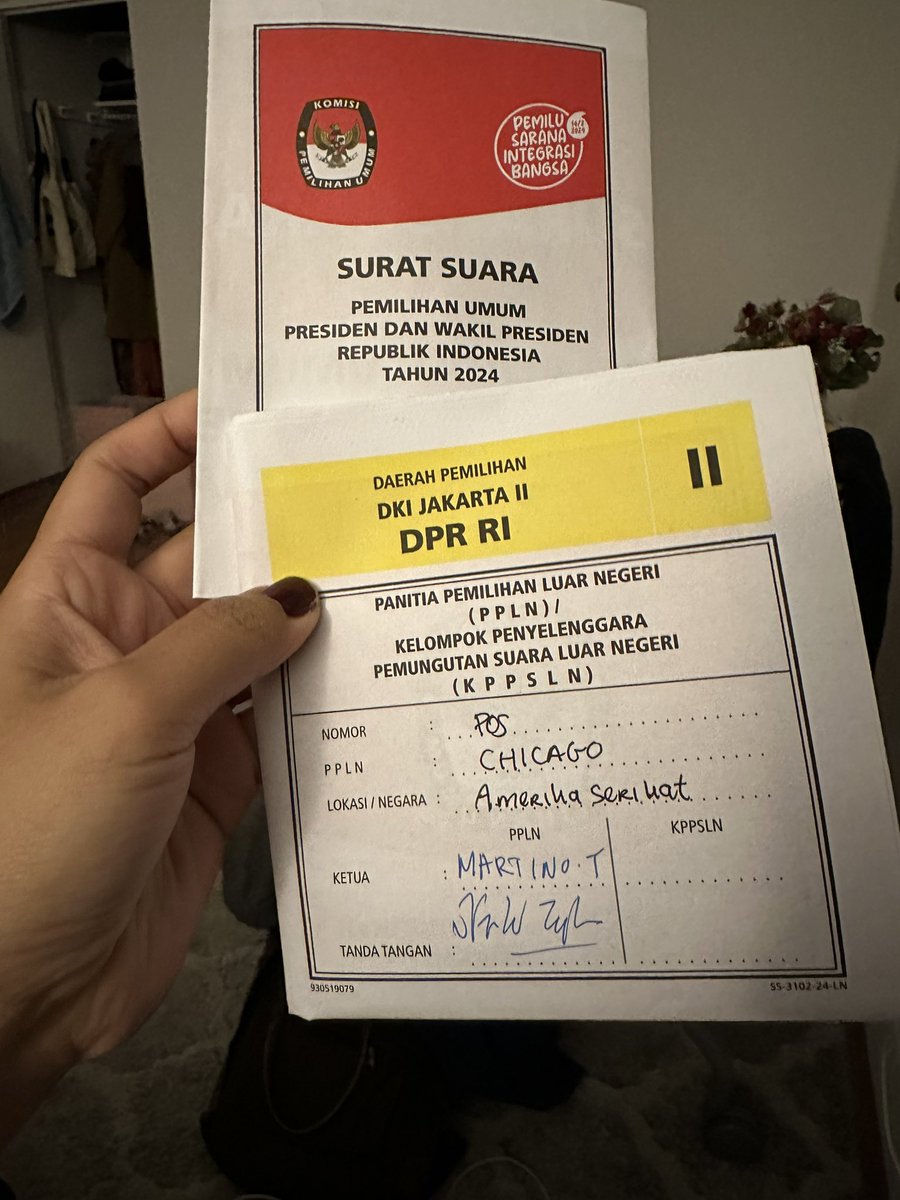 KOMISI
PEMILIHAN UMUM
PEMILU
SARANA
INTEGRASI
BANGSA
14/2
2024
SURAT SUARA
PEMILIHAN UMUM
PRESIDEN DAN WAKIL PRESIDEN
REPUBLIK INDONESIA
TAHUN 2024
DAERAH PEMILIHAN
DKI JAKARTA II
DPR RI
II
PANITIA PEMILIHAN LUAR NEGERI
(PPLN)/
KELOMPOK PENYELENGGARA
PEMUNGUTAN SUARA LUAR NEGERI
(KPPSLN)
NOMOR : POS
PPLN : CHICAGO
LOKASI / NEGARA : Amerika Serikat
PPLN KPPSLN
KETUA : MARTINO.T
TANDA TANGAN :
930519079 SS-3102-24-LN